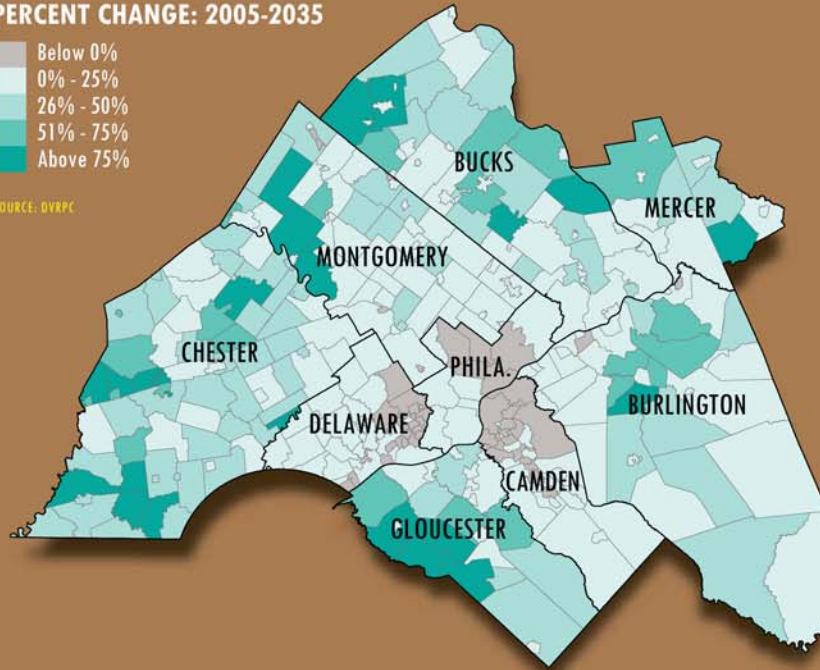 PERCENT CHANGE: 2005-2035
Below 0%
0% - 25%
26% - 50%
51% - 75%
Above 75%
OURCE: DVRPC
BUCKS
MERCER
MONTGOMERY
CHESTER
PHILA.
DELAWARE
BURLINGTON
CAMDEN
GLOUCESTER